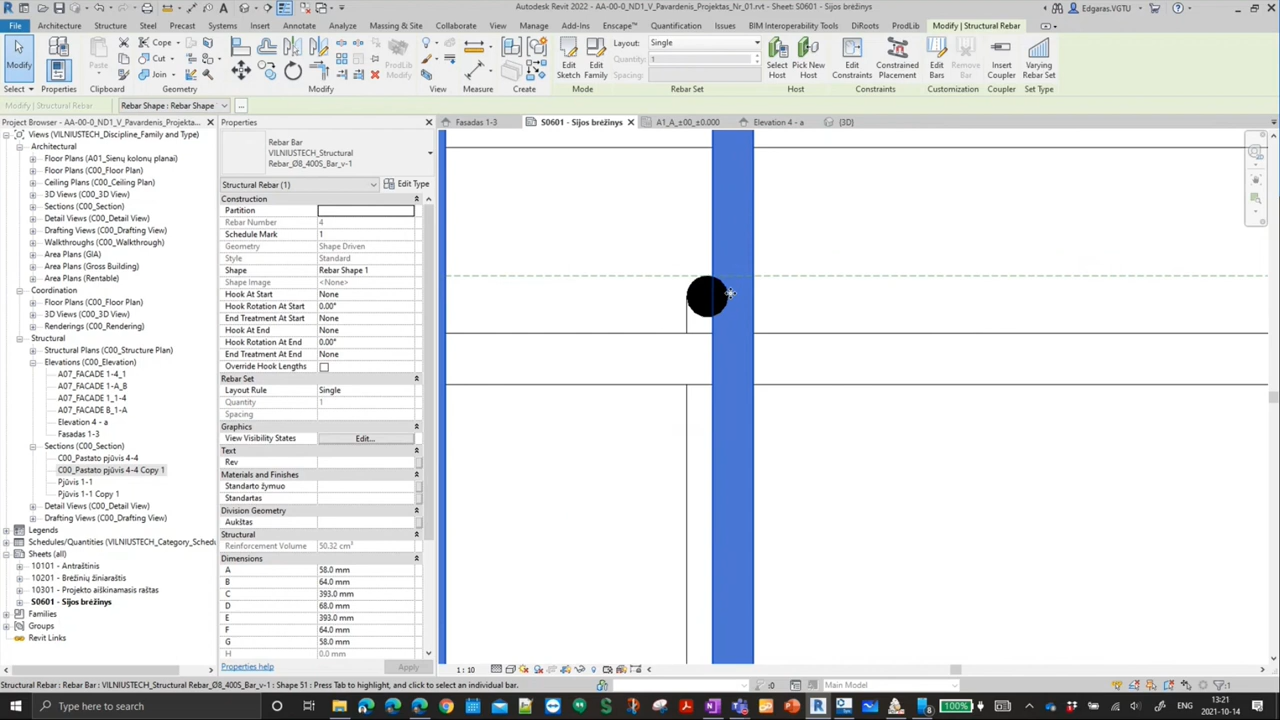 Autodesk Revit 2022 - AA-00-0_ND1_V_Pavardenis_Projektas_Nr_01.rvt - Sheet: S0601 - Sijos brėžinys
Edgaras.VGTU
File Architecture Structure Steel Precast Systems Insert Annotate Analyze Massing & Site Collaborate View Manage Add-Ins Enscape™ Quantification Issues BIM Interoperability Tools DiRoots ProdLib Modify | Structural Rebar
Cope Layout: Single
Modify Paste Cut ProdLib Modify Edit Sketch Edit Family Quantity: 1 Select Host Pick New Host Edit Constraints Constrained Placement Edit Bars Remove Bar Insert Coupler Varying Rebar Set
Join Spacing:
Select Properties Clipboard Geometry Modify View Measure Create Mode Rebar Set Host Constraints Customization Coupler Set Type
Modify | Structural Rebar Rebar Shape : Rebar Shape ...
Project Browser - AA-00-0_ND1_V_Pavardenis_Projekta...
Views (VILNIUSTECH_Discipline_Family and Type)
Architectural
Floor Plans (A01_Sienų kolonų planai)
Floor Plans (C00_Floor Plan)
Ceiling Plans (C00_Ceiling Plan)
3D Views (C00_3D View)
Sections (C00_Section)
Detail Views (C00_Detail View)
Drafting Views (C00_Drafting View)
Walkthroughs (C00_Walkthrough)
Area Plans (GIA)
Area Plans (Gross Building)
Area Plans (Rentable)
Coordination
Floor Plans (C00_Floor Plan)
3D Views (C00_3D View)
Renderings (C00_3D View)
Structural
Structural Plans (C00_Structure Plan)
Elevations (C00_Elevation)
A07_FACADE 1-4_1
A07_FACADE 1-A_B
A07_FACADE 1_1-4
A07_FACADE B_1-A
Elevation 4 - a
Fasadas 1-3
Sections (C00_Section)
C00_Pastato pjūvis 4-4
C00_Pastato pjūvis 4-4 Copy 1
Pjūvis 1-1
Pjūvis 1-1 Copy 1
Detail Views (C00_Detail View)
Drafting Views (C00_Drafting View)
Legends
Schedules/Quantities (VILNIUSTECH_Category_Schedu
Sheets (all)
10101 - Antraštinis
10201 - Brėžinių žiniaraštis
10301 - Projekto aiškinamasis raštas
S0601 - Sijos brėžinys
Families
Groups
Revit Links
Properties
Rebar Bar
VILNIUSTECH_Structural
Rebar_Ø8_400S_Bar_v-1
Structural Rebar (1) Edit Type
Construction
Partition
Rebar Number 4
Schedule Mark 1
Geometry Shape Driven
Style Standard
Shape Rebar Shape 1
Shape Image <None>
Hook At Start None
Hook Rotation At Start 0.00°
End Treatment At Start None
Hook At End None
Hook Rotation At End 0.00°
End Treatment At End None
Override Hook Lengths
Rebar Set
Layout Rule Single
Quantity 1
Spacing
Graphics
View Visibility States Edit...
Text
Rev
Materials and Finishes
Standarto žymuo
Standartas
Division Geometry
Aukštas
Structural
Reinforcement Volume 50.32 cm³
Dimensions
A 58.0 mm
B 64.0 mm
C 393.0 mm
D 68.0 mm
E 393.0 mm
F 64.0 mm
G 58.0 mm
H 0.0 mm
Properties help Apply
Fasadas 1-3 S0601 - Sijos brėžinys A1_A_±00_±0.000 Elevation 4 - a {3D}
1 : 10
Structural Rebar : Rebar Bar : VILNIUSTECH_Structural Rebar_Ø8_400S_Bar_v-1 : Shape 51 : Press Tab to highlight, and click to select an individual bar. :0 Main Model :1
Type here to search 100% 13:21
2021-10-14